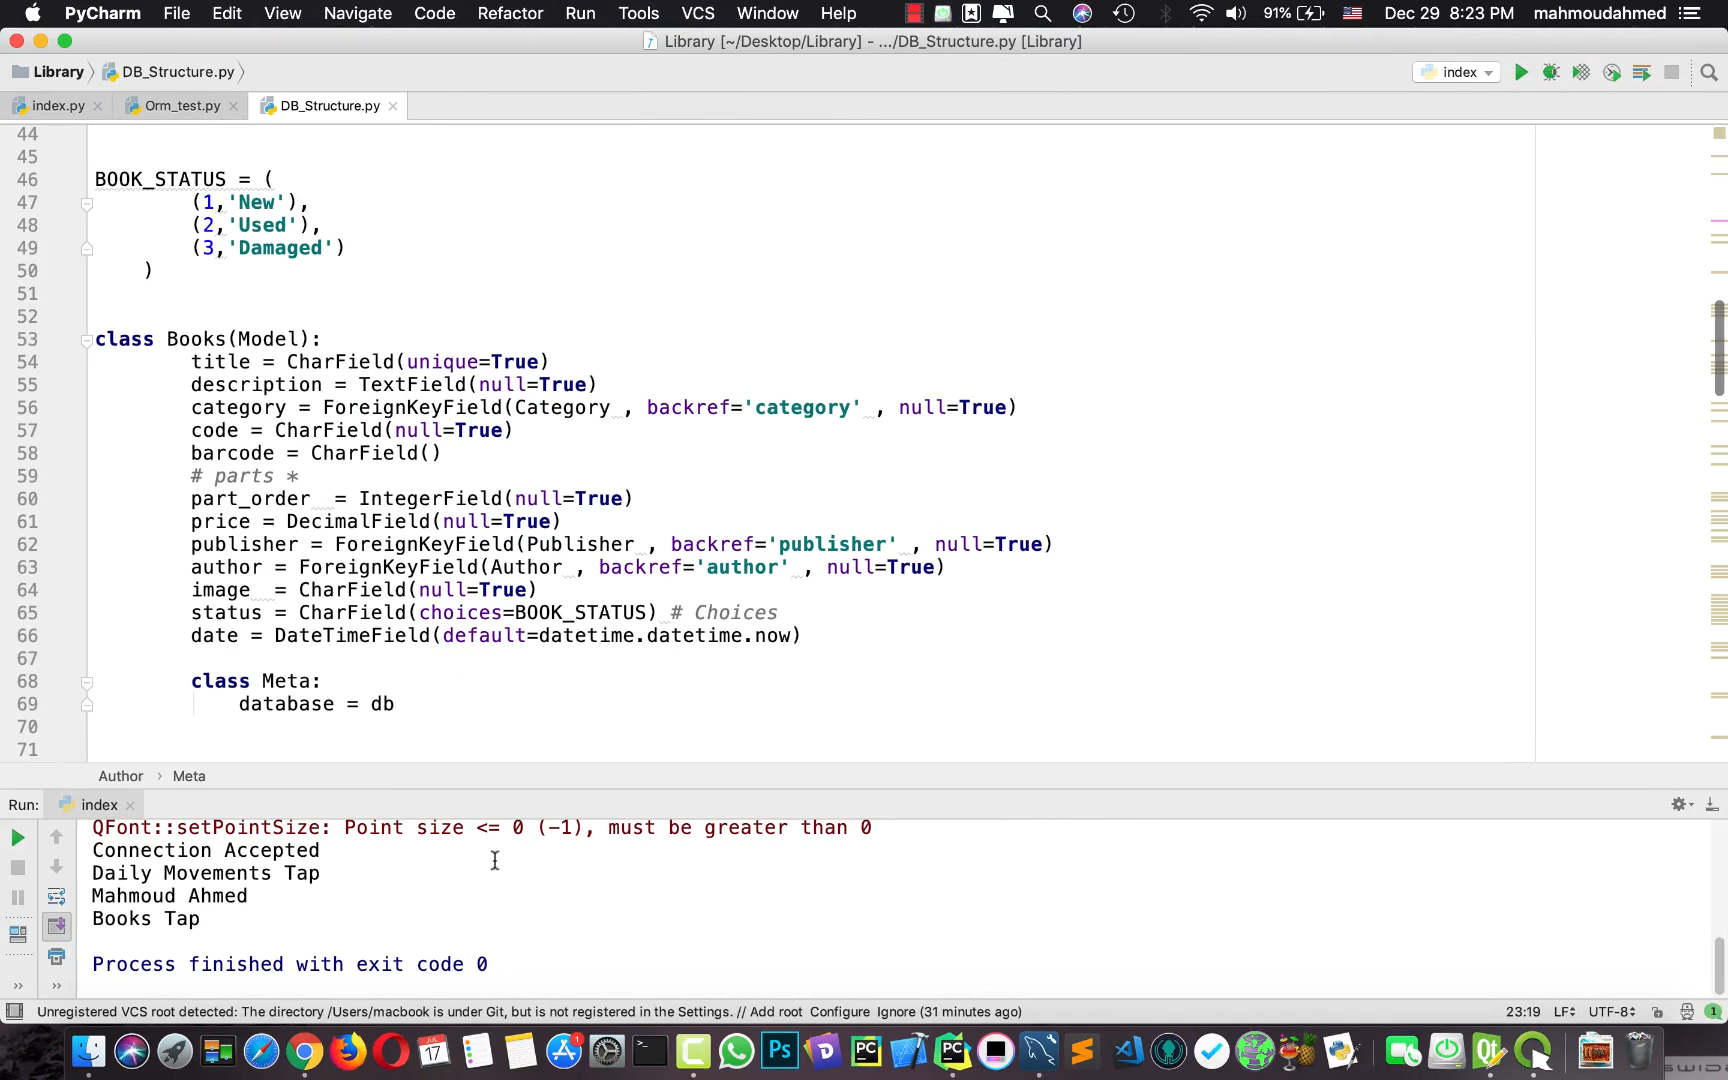 PyCharm File Edit View Navigate Code Refactor Run Tools VCS Window Help 91% Dec 29 8:23 PM mahmoudahmed
Library [~/Desktop/Library] - .../DB_Structure.py [Library]
Library DB_Structure.py index
index.py Orm_test.py DB_Structure.py
44
45
46 BOOK_STATUS = (
47 (1,'New'),
48 (2,'Used'),
49 (3,'Damaged')
50 )
51
52
53 class Books(Model):
54 title = CharField(unique=True)
55 description = TextField(null=True)
56 category = ForeignKeyField(Category , backref='category' , null=True)
57 code = CharField(null=True)
58 barcode = CharField()
59 # parts *
60 part_order  = IntegerField(null=True)
61 price = DecimalField(null=True)
62 publisher = ForeignKeyField(Publisher , backref='publisher' , null=True)
63 author = ForeignKeyField(Author , backref='author' , null=True)
64 image  = CharField(null=True)
65 status = CharField(choices=BOOK_STATUS) # Choices
66 date = DateTimeField(default=datetime.datetime.now)
67
68 class Meta:
69 database = db
70
71
Author › Meta
Run: index
QFont::setPointSize: Point size <= 0 (-1), must be greater than 0
Connection Accepted
Daily Movements Tap
Mahmoud Ahmed
Books Tap
Process finished with exit code 0
Unregistered VCS root detected: The directory /Users/macbook is under Git, but is not registered in the Settings. // Add root Configure Ignore (31 minutes ago) 23:19 LF UTF-8 1
JUL 17 1 Ps PC PC Qt